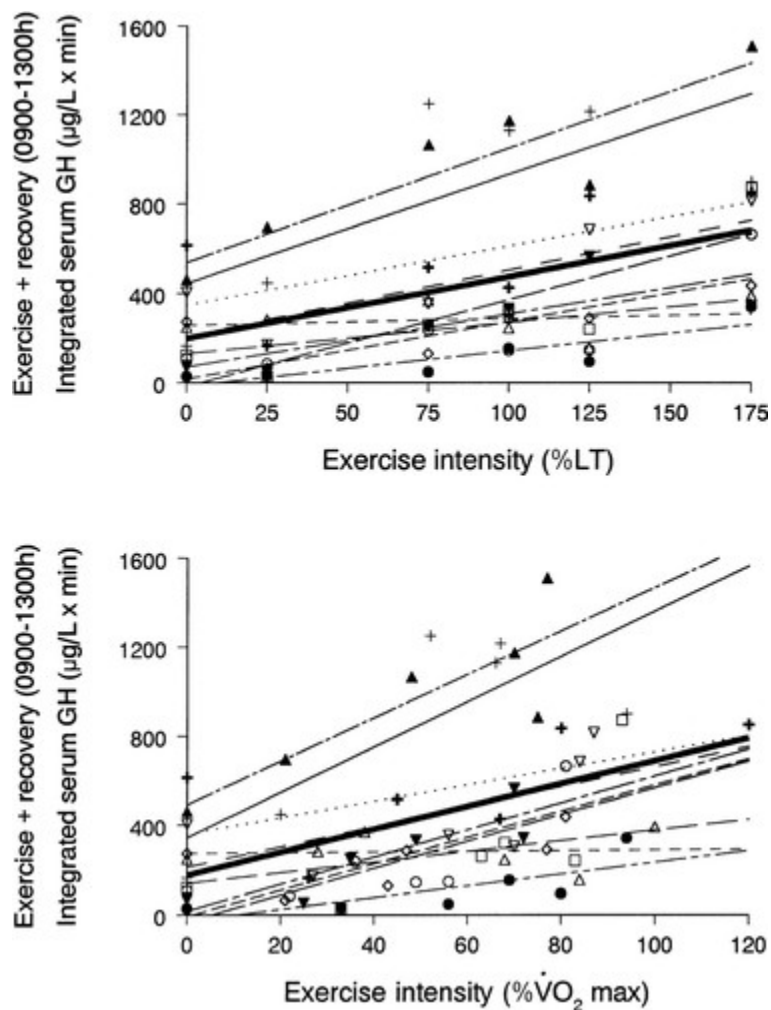 Exercise + recovery (0900-1300h)
Integrated serum GH (µg/L x min)
1600
1200
800
400
0
0 25 50 75 100 125 150 175
Exercise intensity (%LT)
Exercise + recovery (0900-1300h)
Integrated serum GH (µg/L x min)
1600
1200
800
400
0
0 20 40 60 80 100 120
Exercise intensity (%V̇O₂ max)